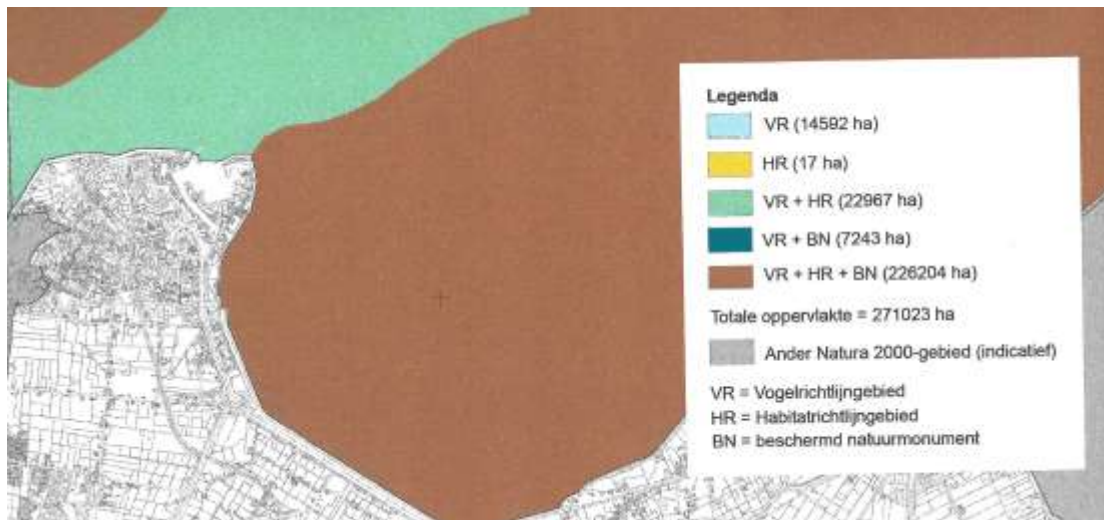 Legenda
VR (14592 ha)
HR (17 ha)
VR + HR (22967 ha)
VR + BN (7243 ha)
VR + HR + BN (226204 ha)
Totale oppervlakte = 271023 ha
Ander Natura 2000-gebied (indicatief)
VR = Vogelrichtlijngebied
HR = Habitatrichtlijngebied
BN = beschermd natuurmonument